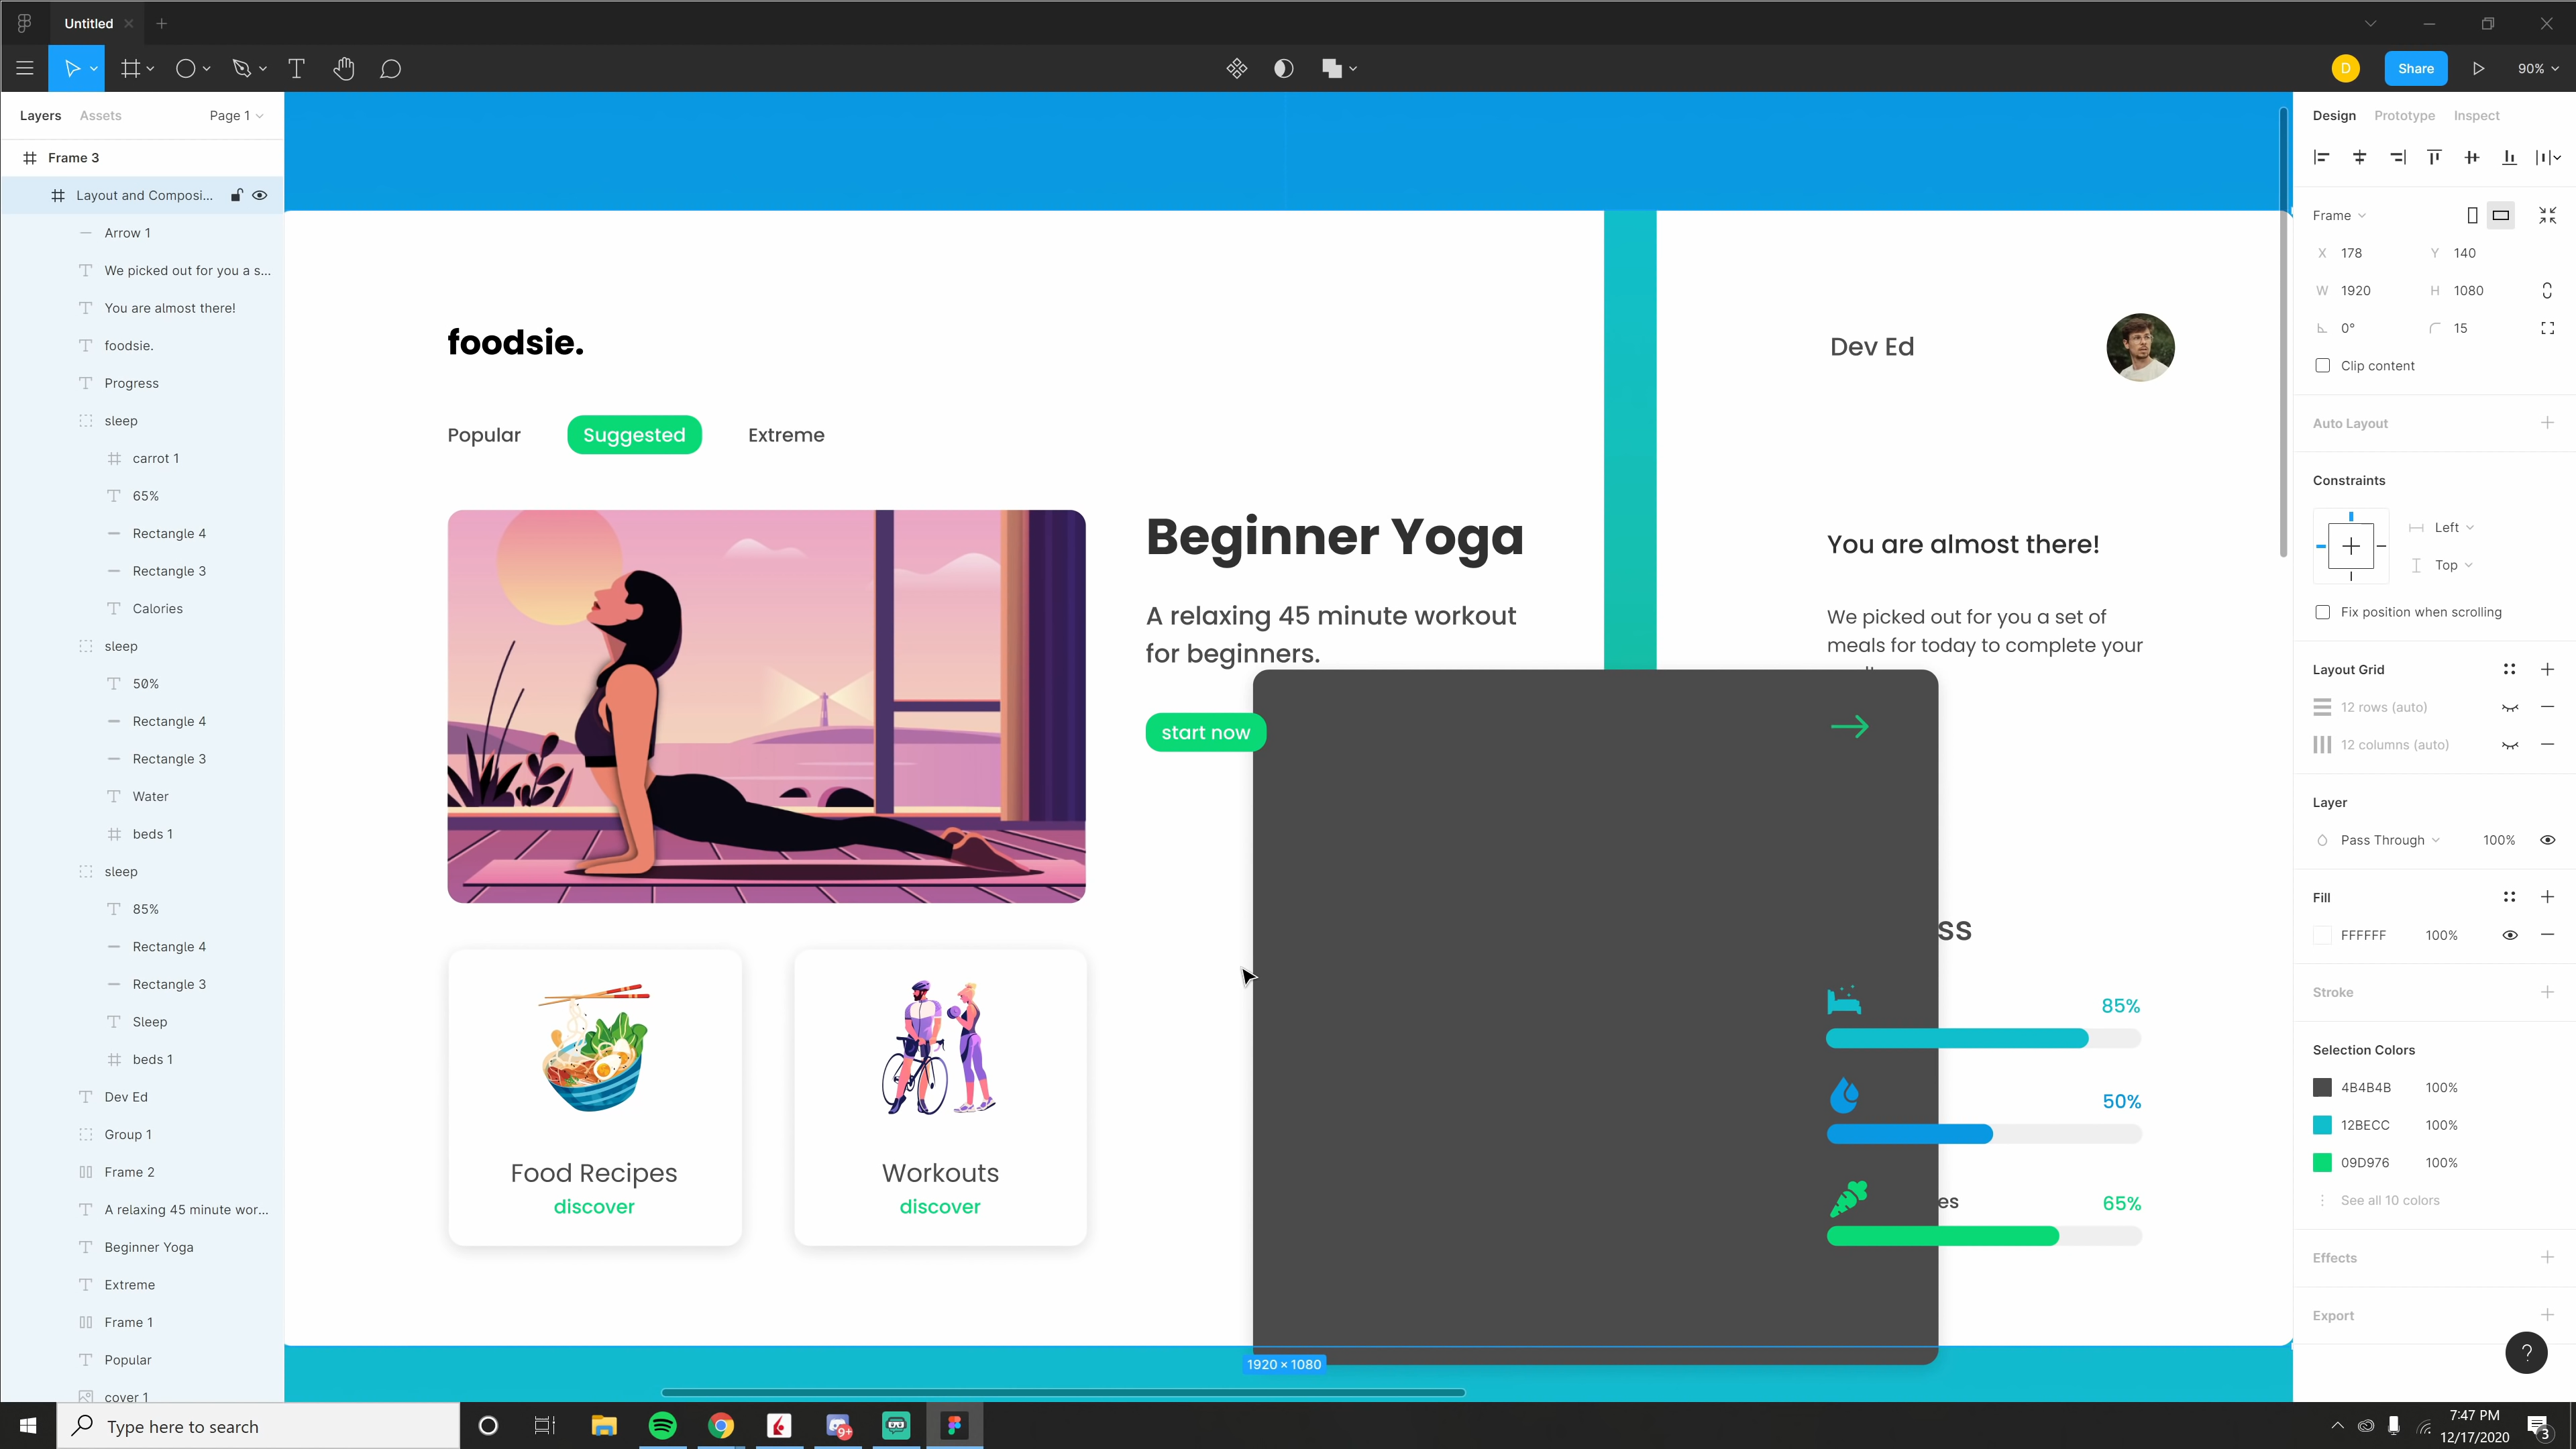 Untitled
D
Share
90%
Layers
Assets
Page 1
Frame 3
Layout and Composi...
Arrow 1
We picked out for you a s...
You are almost there!
foodsie.
Progress
sleep
carrot 1
65%
Rectangle 4
Rectangle 3
Calories
sleep
50%
Rectangle 4
Rectangle 3
Water
beds 1
sleep
85%
Rectangle 4
Rectangle 3
Sleep
beds 1
Dev Ed
Group 1
Frame 2
A relaxing 45 minute wor...
Beginner Yoga
Extreme
Frame 1
Popular
cover 1
foodsie.
Popular
Suggested
Extreme
Beginner Yoga
A relaxing 45 minute workout
for beginners.
start now
Food Recipes
discover
Workouts
discover
Dev Ed
You are almost there!
We picked out for you a set of
meals for today to complete your
ss
85%
50%
es
65%
1920 × 1080
Design
Prototype
Inspect
Frame
X 178
Y 140
W 1920
H 1080
0°
15
Clip content
Auto Layout
Constraints
Left
Top
Fix position when scrolling
Layout Grid
12 rows (auto)
12 columns (auto)
Layer
Pass Through
100%
Fill
FFFFFF
100%
Stroke
Selection Colors
4B4B4B
100%
12BECC
100%
09D976
100%
See all 10 colors
Effects
Export
?
Type here to search
9+
7:47 PM
12/17/2020
3